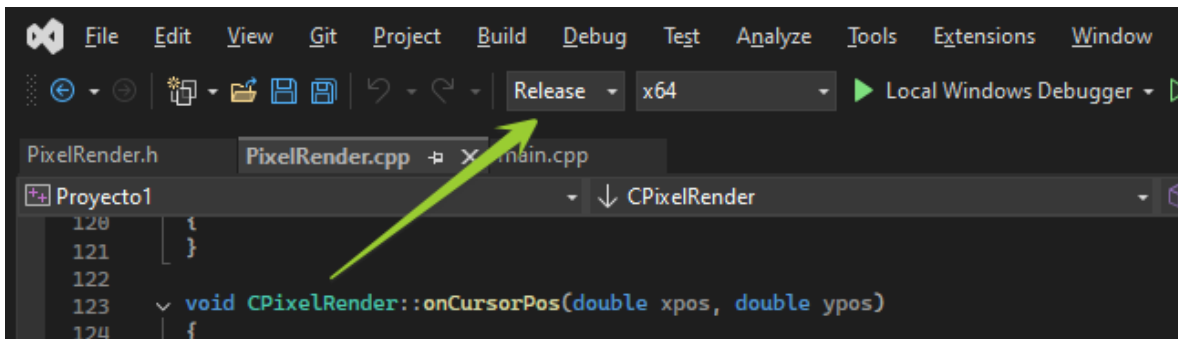 File Edit View Git Project Build Debug Test Analyze Tools Extensions Window
Release x64 Local Windows Debugger
PixelRender.h PixelRender.cpp main.cpp
Proyecto1 CPixelRender
120 {
121 }
122
123 void CPixelRender::onCursorPos(double xpos, double ypos)
124 {